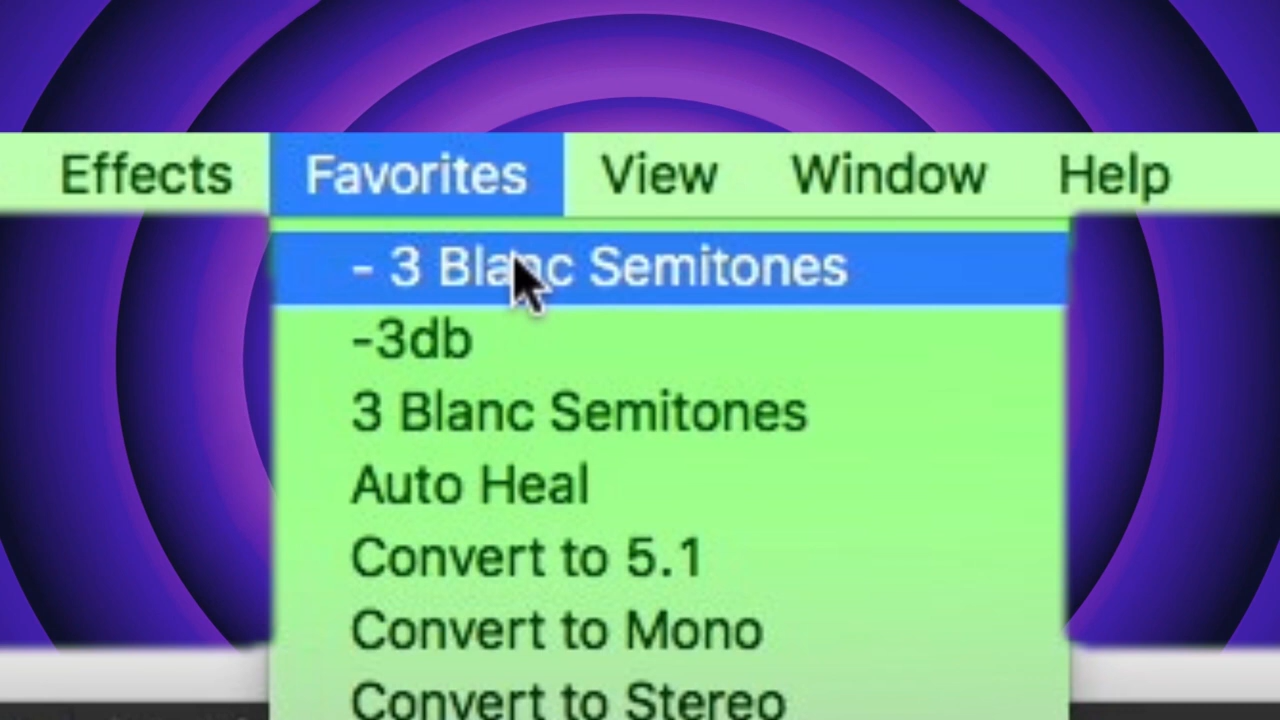 Effects Favorites View Window Help
- 3 Blanc Semitones
-3db
3 Blanc Semitones
Auto Heal
Convert to 5.1
Convert to Mono
Convert to Stereo